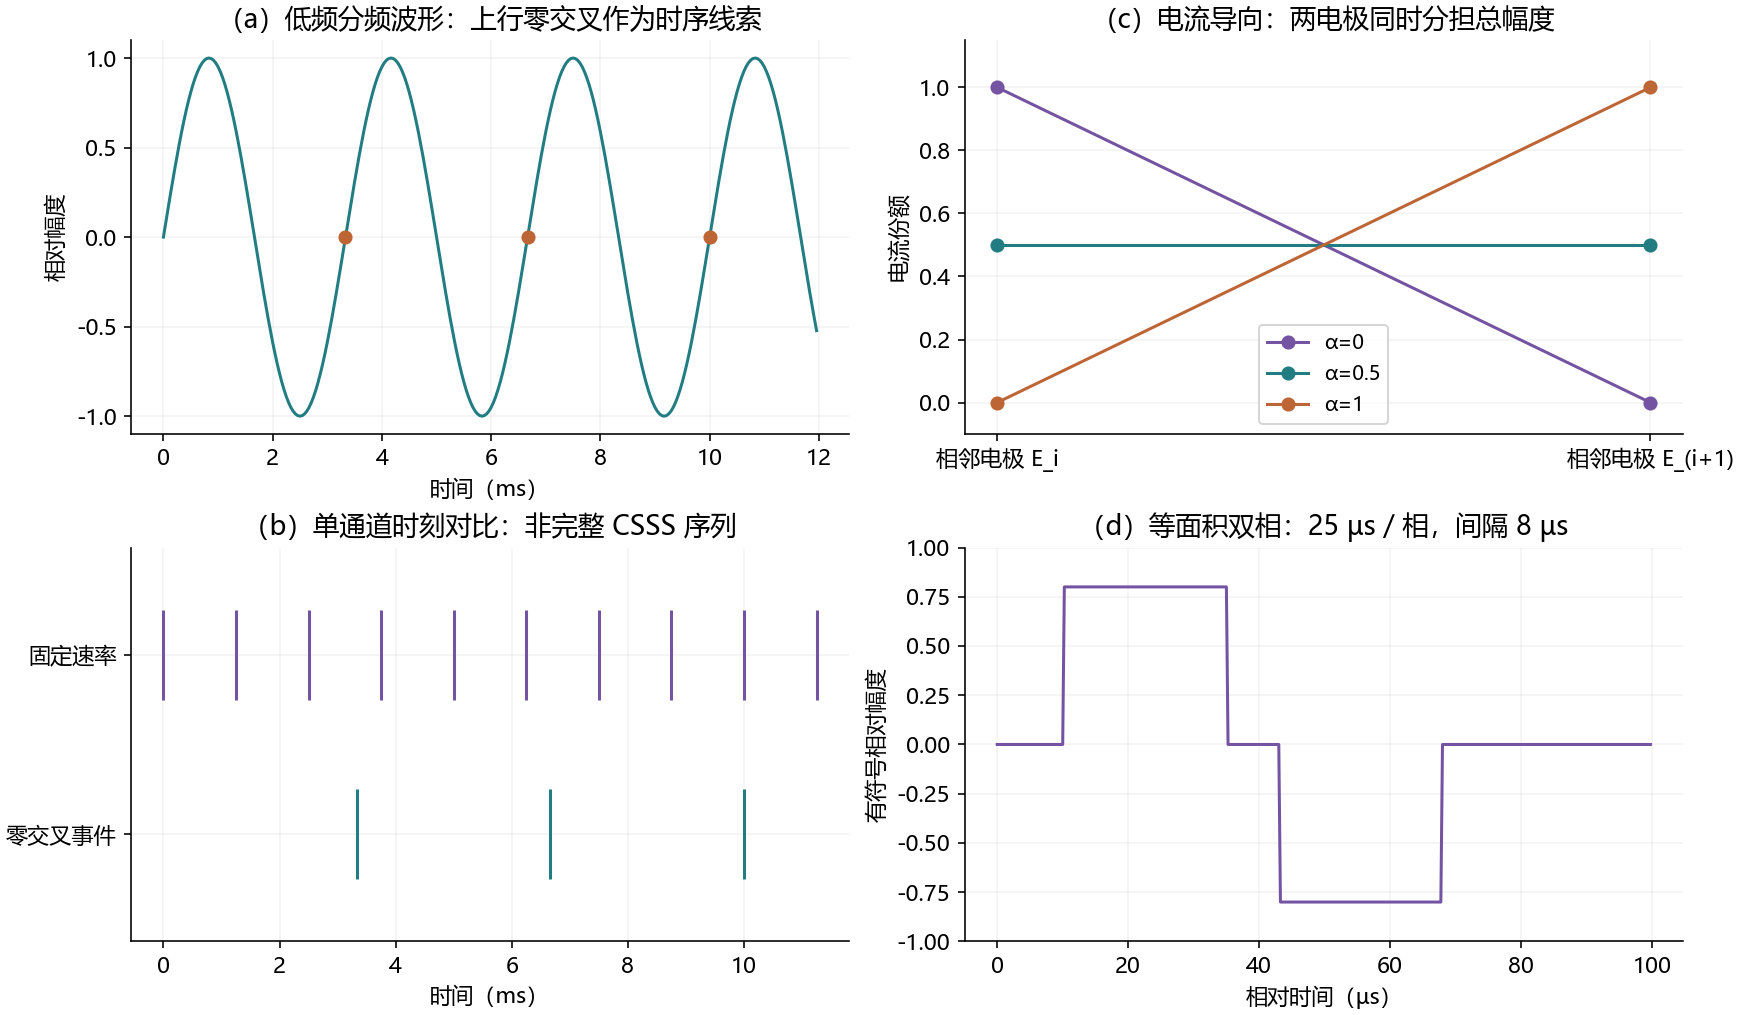 (a) 低频分频波形：上行零交叉作为时序线索
相对幅度
1.0
0.5
0.0
-0.5
-1.0
0 2 4 6 8 10 12
时间（ms）
(c) 电流导向：两电极同时分担总幅度
电流份额
1.0
0.8
0.6
0.4
0.2
0.0
α=0
α=0.5
α=1
相邻电极 E_i 相邻电极 E_(i+1)
(b) 单通道时刻对比：非完整 CSSS 序列
固定速率
零交叉事件
0 2 4 6 8 10
时间（ms）
(d) 等面积双相：25 μs / 相，间隔 8 μs
有符号相对幅度
1.00
0.75
0.50
0.25
0.00
-0.25
-0.50
-0.75
-1.00
0 20 40 60 80 100
相对时间（μs）